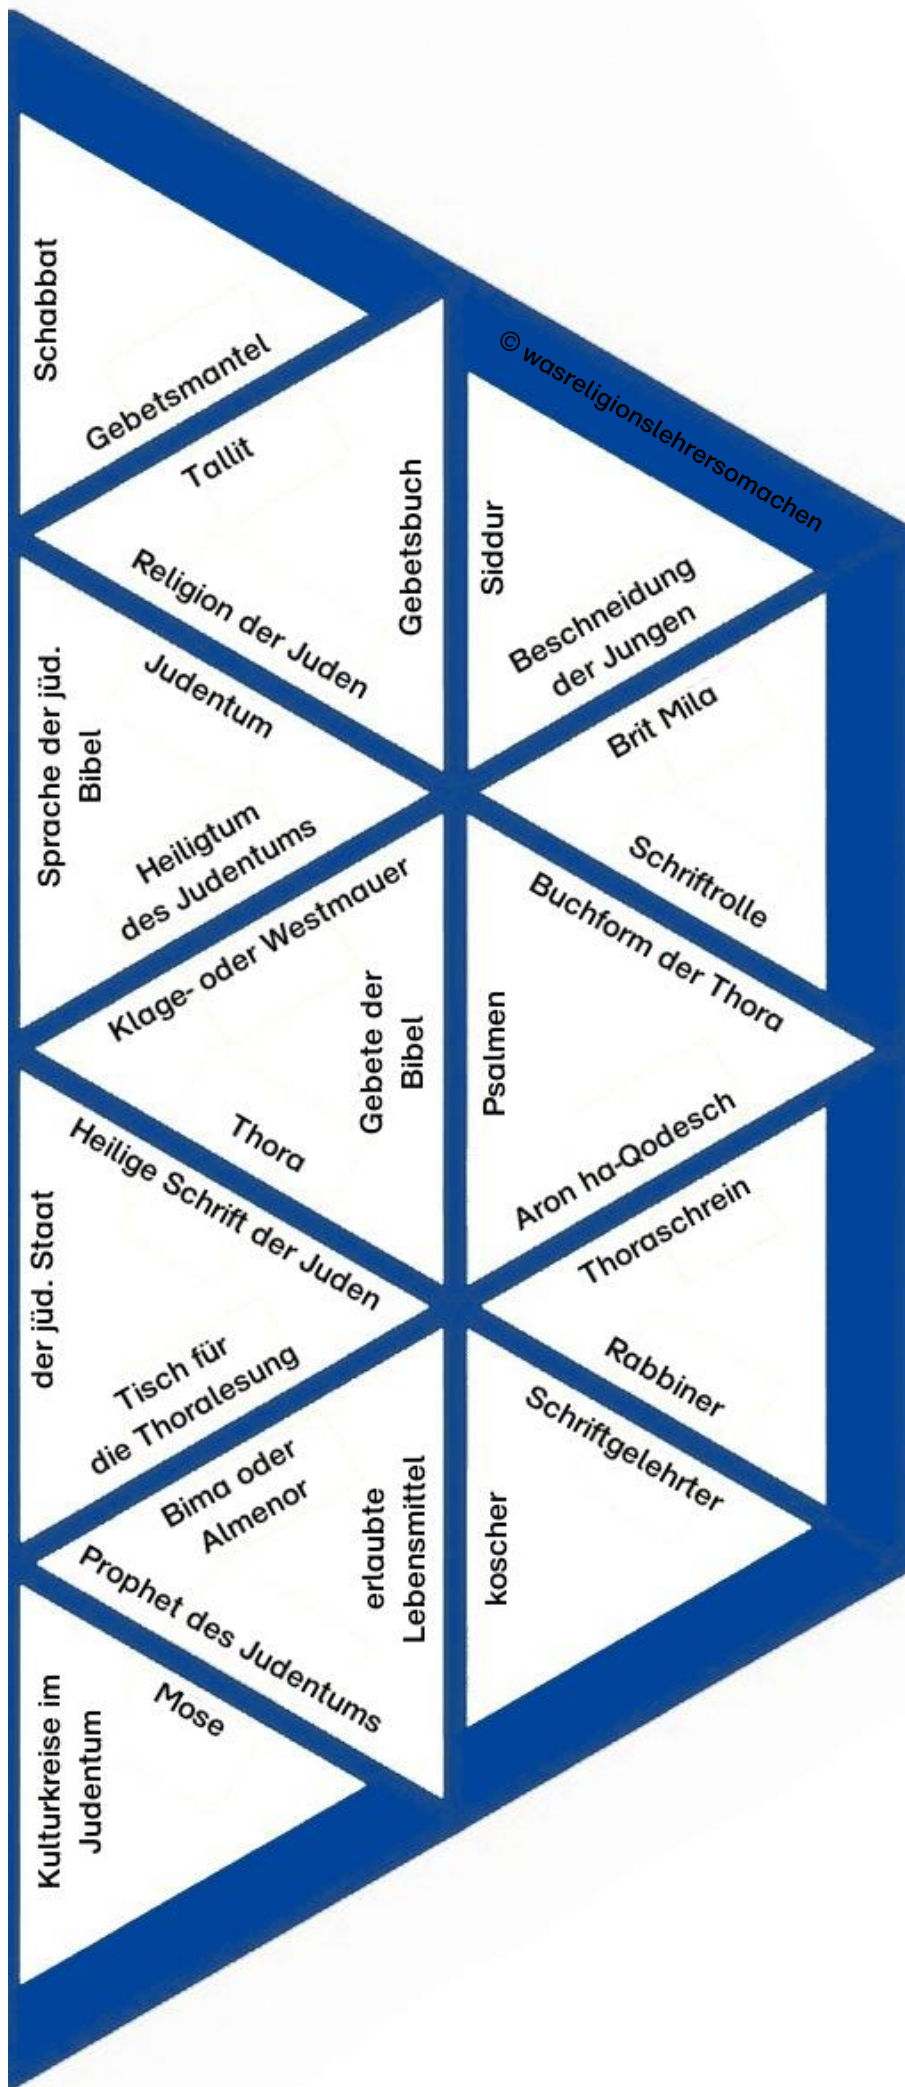 Schabbat
Gebetsmantel
Tallit
Gebetsbuch
Religion der Juden
© wasreligionslehrersomachen
Siddur
Beschneidung
der Jungen
Brit Mila
Schriftrolle
Judentum
Sprache der jüd.
Bibel
Heiligtum
des Judentums
Klage- oder Westmauer
Gebete der
Bibel
Thora
Buchform der Thora
Psalmen
Aron ha-Qodesch
Thoraschrein
Rabbiner
Heilige Schrift der Juden
der jüd. Staat
Tisch für
die Thoralesung
Bima oder
Almenor
erlaubte
Lebensmittel
Prophet des Judentums
Schriftgelehrter
koscher
Mose
Kulturkreise im
Judentum